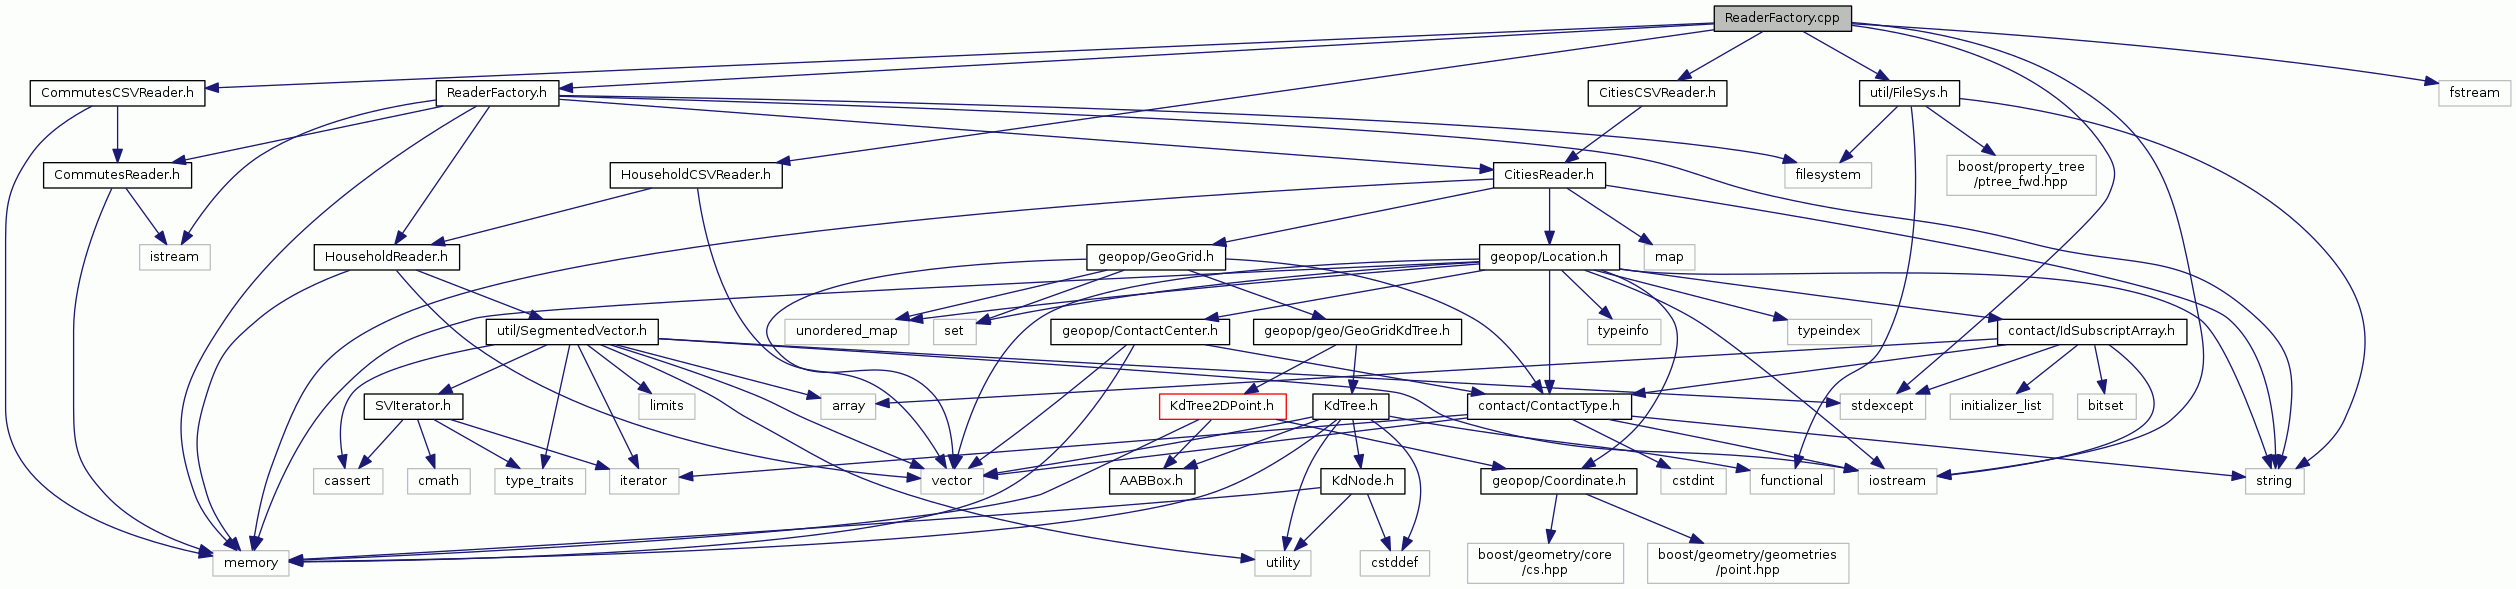 ReaderFactory.cpp
CommutesCSVReader.h
ReaderFactory.h
CitiesCSVReader.h
util/FileSys.h
fstream
CommutesReader.h
HouseholdCSVReader.h
CitiesReader.h
filesystem
boost/property_tree
/ptree_fwd.hpp
istream
HouseholdReader.h
geopop/GeoGrid.h
geopop/Location.h
map
util/SegmentedVector.h
unordered_map
set
geopop/ContactCenter.h
geopop/geo/GeoGridKdTree.h
typeinfo
typeindex
contact/IdSubscriptArray.h
SVIterator.h
limits
array
KdTree2DPoint.h
KdTree.h
contact/ContactType.h
stdexcept
initializer_list
bitset
cassert
cmath
type_traits
iterator
vector
AABBox.h
KdNode.h
geopop/Coordinate.h
cstdint
functional
iostream
string
memory
utility
cstddef
boost/geometry/core
/cs.hpp
boost/geometry/geometries
/point.hpp